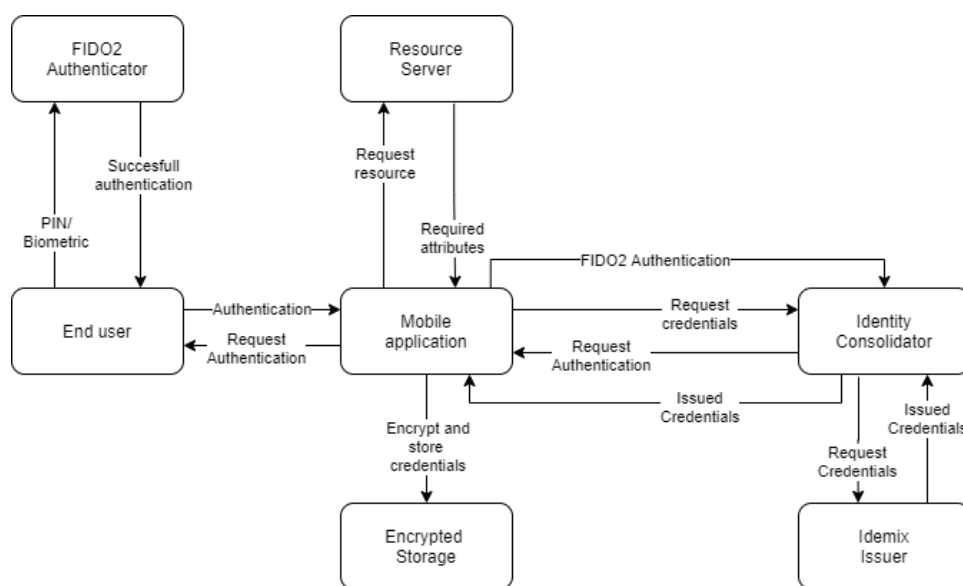 FIDO2
Authenticator
Resource
Server
Succesfull
authentication
Request
resource
PIN/
Biometric
Required
attributes
FIDO2 Authentication
End user
Authentication
Request
Authentication
Mobile
application
Request
credentials
Request
Authentication
Identity
Consolidator
Issued
Credentials
Issued
Credentials
Encrypt and
store
credentials
Request
Credentials
Encrypted
Storage
Idemix
Issuer